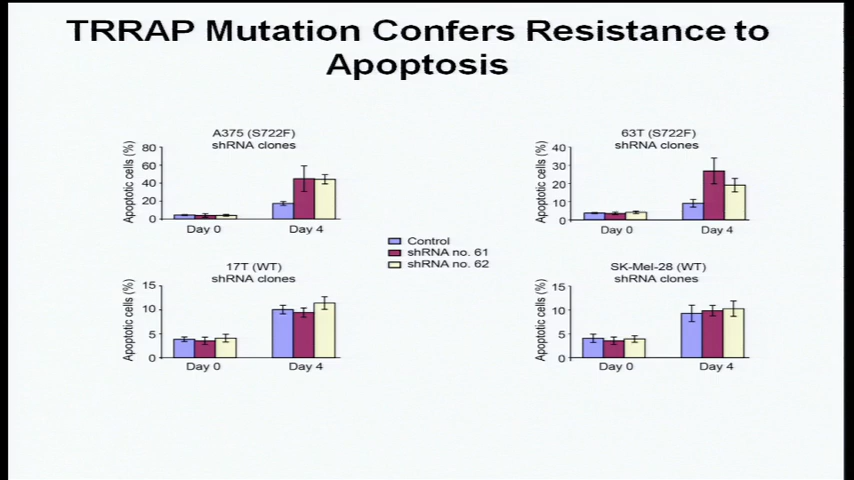 TRRAP Mutation Confers Resistance to
Apoptosis
A375 (S722F)
shRNA clones
Apoptotic cells (%)
80
60
40
20
0
Day 0
Day 4
63T (S722F)
shRNA clones
Apoptotic cells (%)
40
30
20
10
0
Day 0
Day 4
Control
shRNA no. 61
shRNA no. 62
17T (WT)
shRNA clones
Apoptotic cells (%)
15
10
5
0
Day 0
Day 4
SK-Mel-28 (WT)
shRNA clones
Apoptotic cells (%)
15
10
5
0
Day 0
Day 4